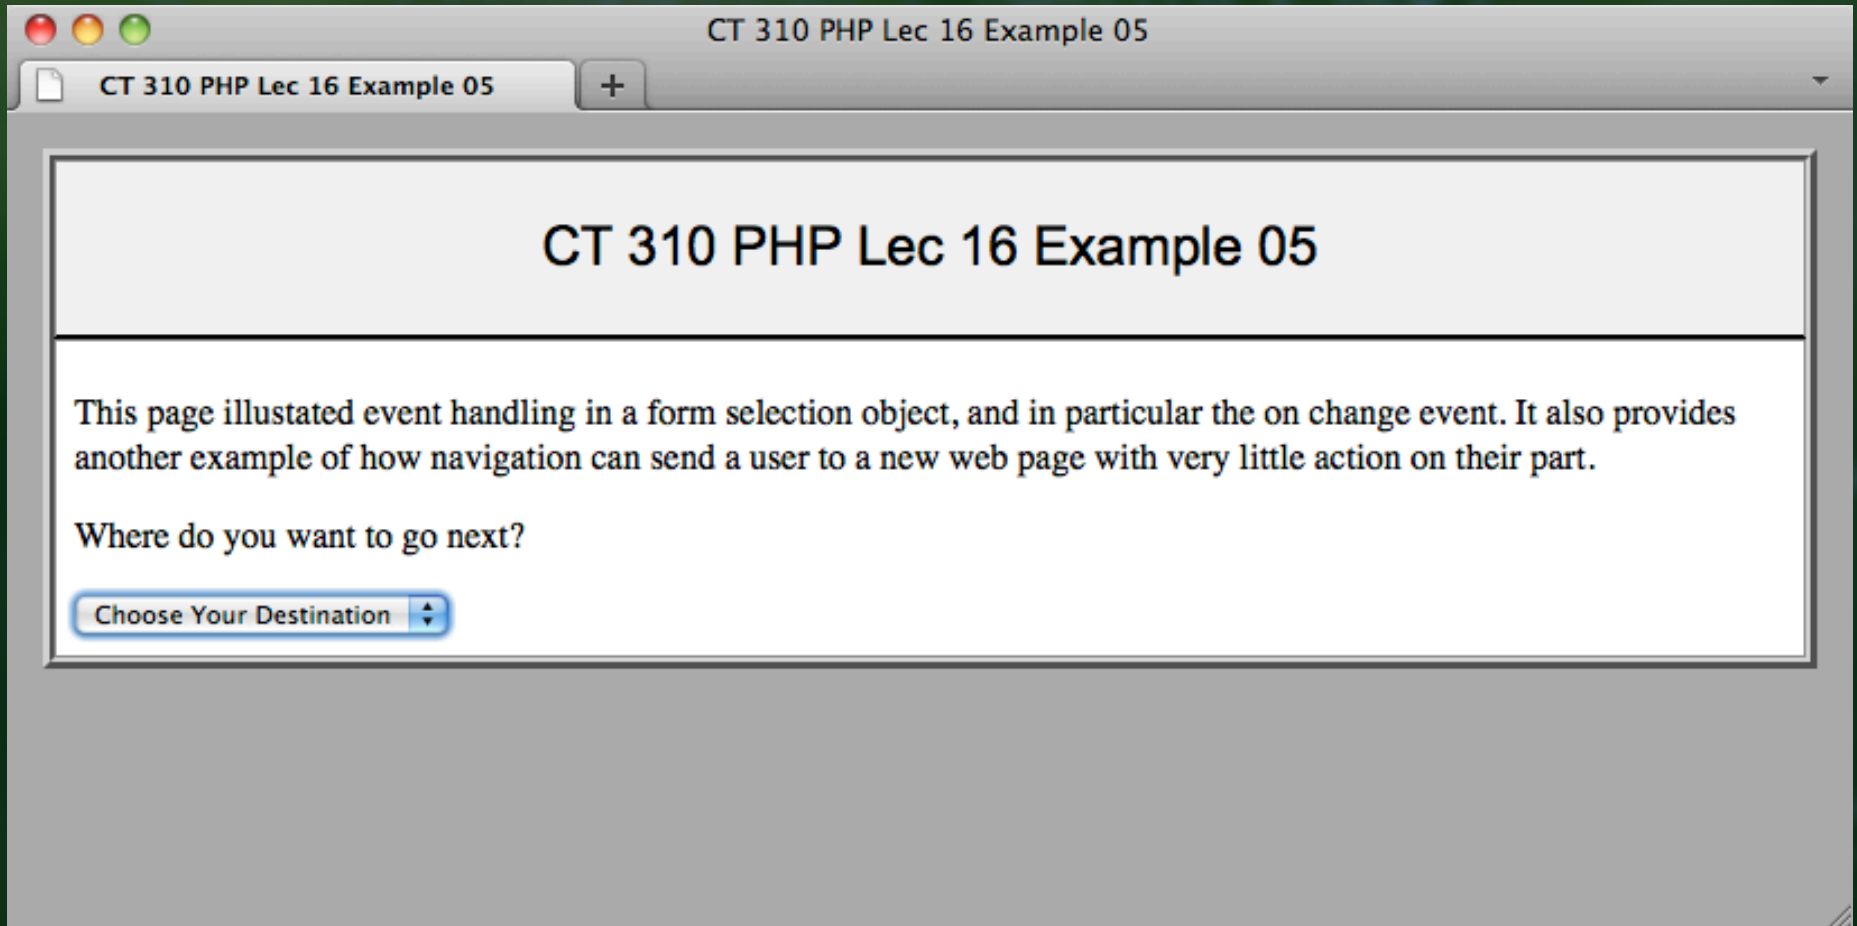 CT 310 PHP Lec 16 Example 05
CT 310 PHP Lec 16 Example 05
+
CT 310 PHP Lec 16 Example 05
This page illustated event handling in a form selection object, and in particular the on change event. It also provides
another example of how navigation can send a user to a new web page with very little action on their part.
Where do you want to go next?
Choose Your Destination